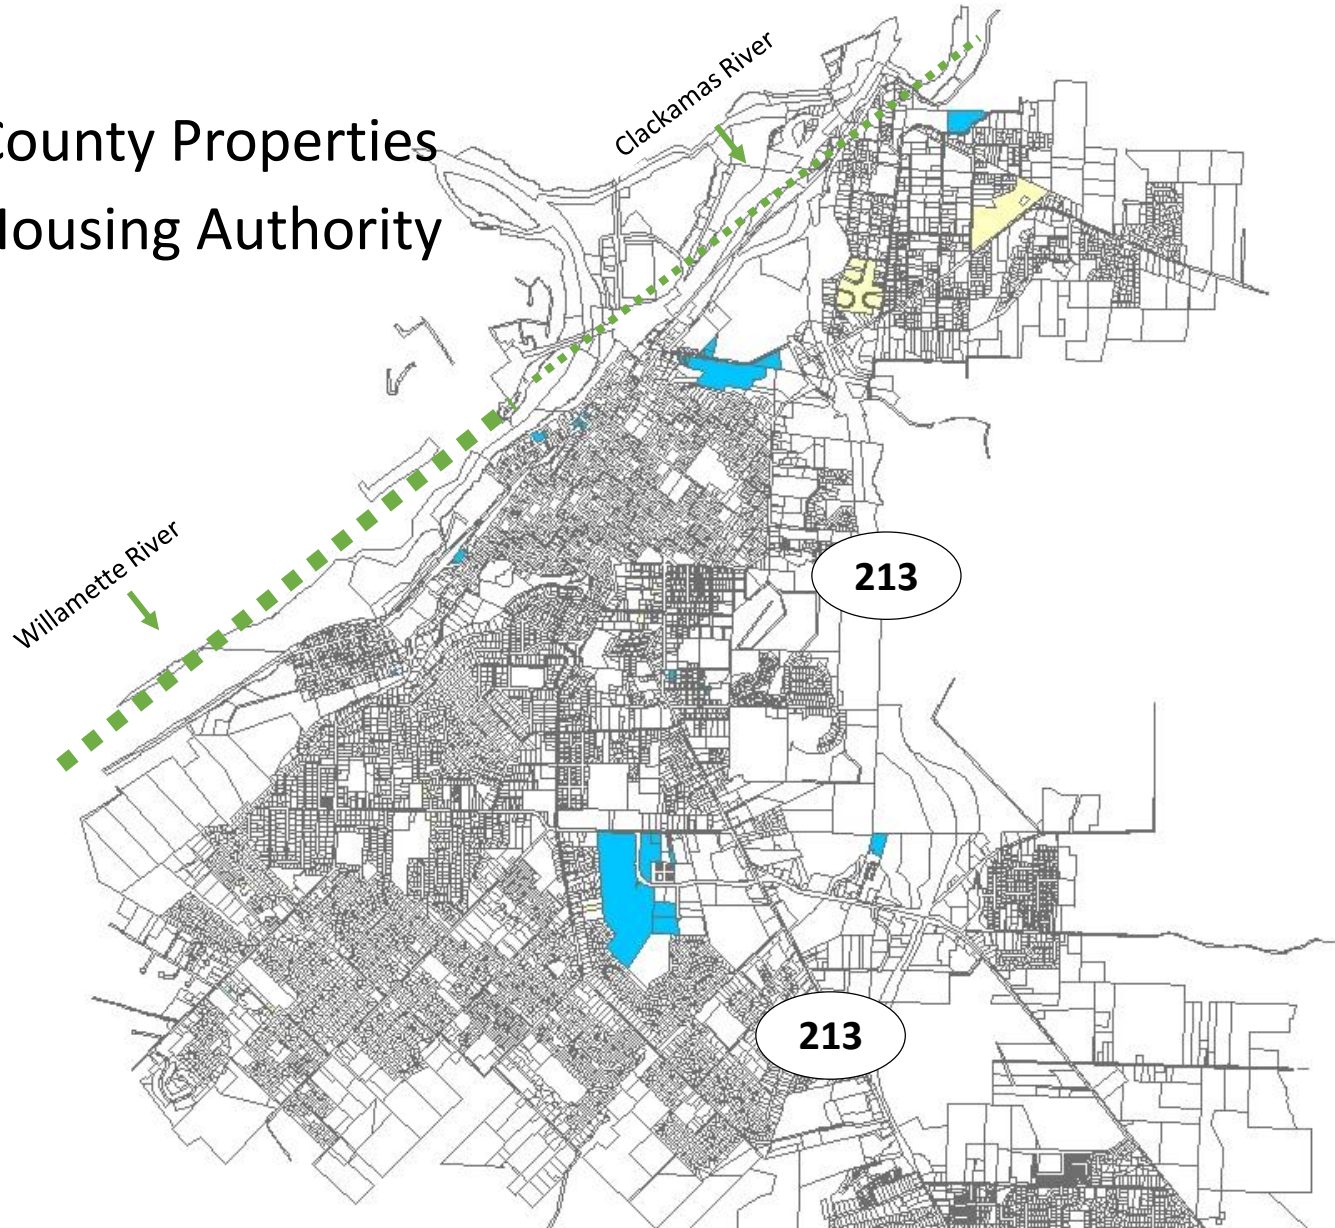 Clackamas River
County Properties
Housing Authority
Willamette River
213
213